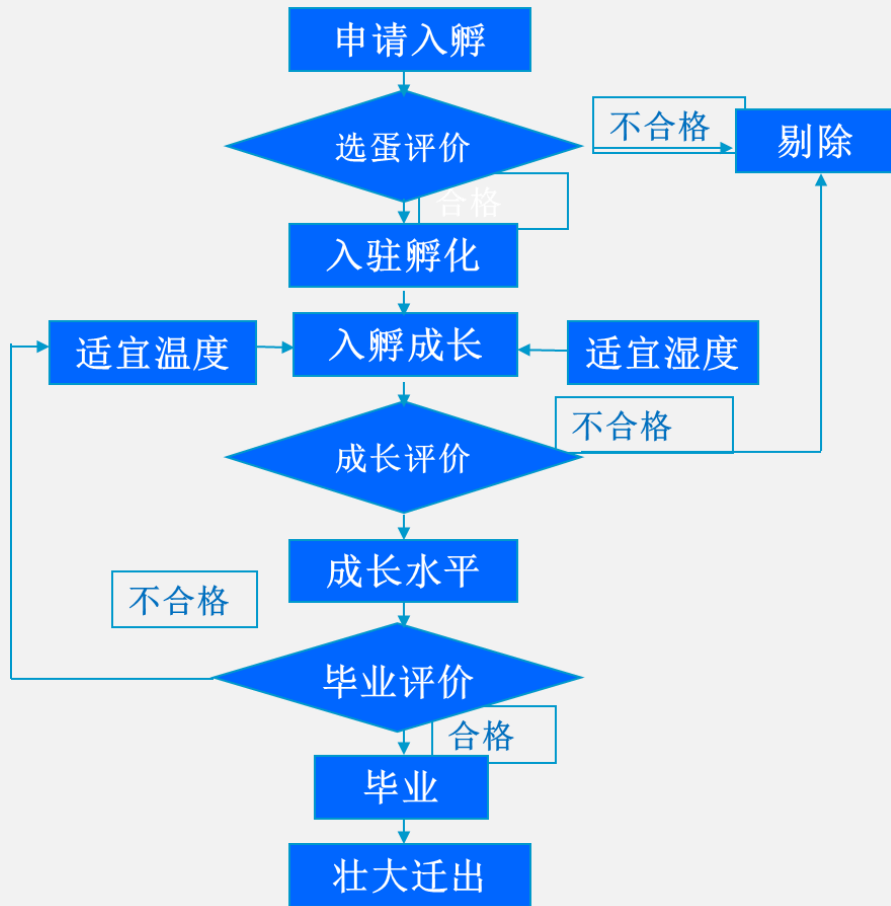 申请入孵
选蛋评价
不合格
剔除
合格
入驻孵化
适宜温度
入孵成长
适宜湿度
不合格
成长评价
成长水平
不合格
毕业评价
合格
毕业
壮大迁出